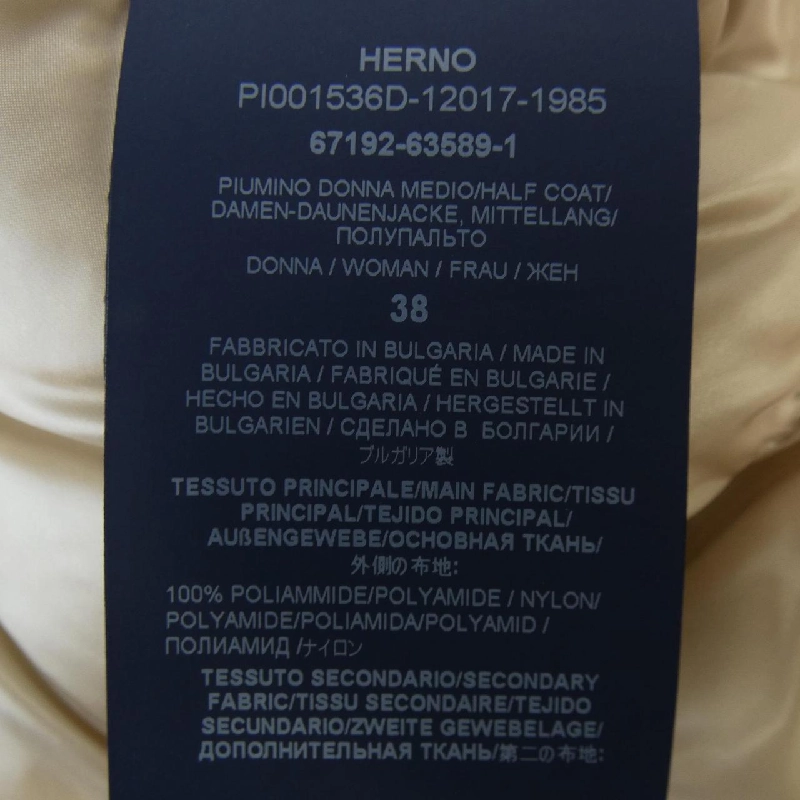 HERNO
PI001536D-12017-1985
67192-63589-1
PIUMINO DONNA MEDIO/HALF COAT/
DAMEN-DAUNENJACKE, MITTELLANG/
ПОЛУПАЛЬТО
DONNA / WOMAN / FRAU / ЖЕН
38
FABBRICATO IN BULGARIA / MADE IN
BULGARIA / FABRIQUÉ EN BULGARIE /
HECHO EN BULGARIA / HERGESTELLT IN
BULGARIEN / СДЕЛАНО В БОЛГАРИИ /
ブルガリア製
TESSUTO PRINCIPALE/MAIN FABRIC/TISSU
PRINCIPAL/TEJIDO PRINCIPAL/
AUßENGEWEBE/ОСНОВНАЯ ТКАНЬ/
外側の布地:
100% POLIAMMIDE/POLYAMIDE / NYLON/
POLYAMIDE/POLIAMIDA/POLYAMID /
ПОЛИАМИД /ナイロン
TESSUTO SECONDARIO/SECONDARY
FABRIC/TISSU SECONDAIRE/TEJIDO
SECUNDARIO/ZWEITE GEWEBELAGE/
ДОПОЛНИТЕЛЬНАЯ ТКАНЬ/第二の布地: